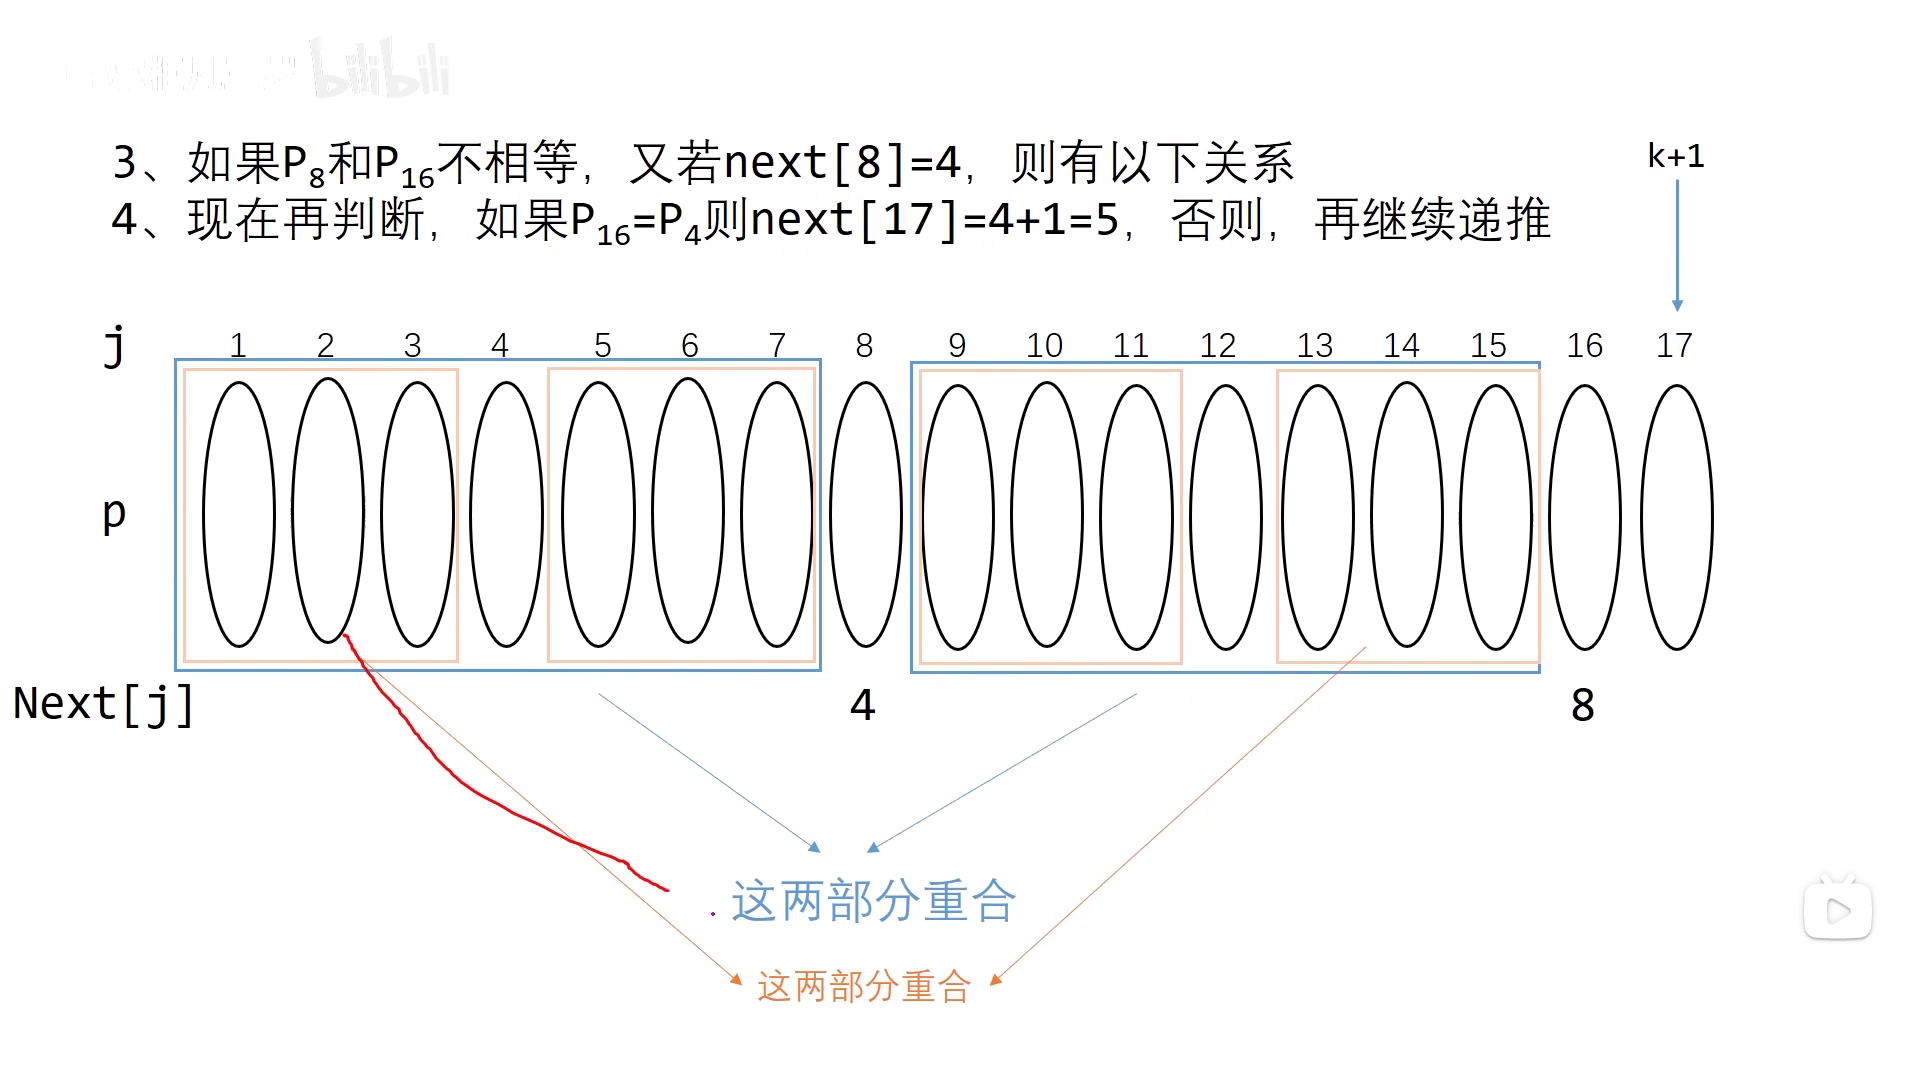 bilibili
3、如果P8和P16不相等，又若next[8]=4，则有以下关系
4、现在再判断，如果P16=P4则next[17]=4+1=5，否则，再继续递推
k+1
j 1 2 3 4 5 6 7 8 9 10 11 12 13 14 15 16 17
p
Next[j] 4 8
这两部分重合
这两部分重合